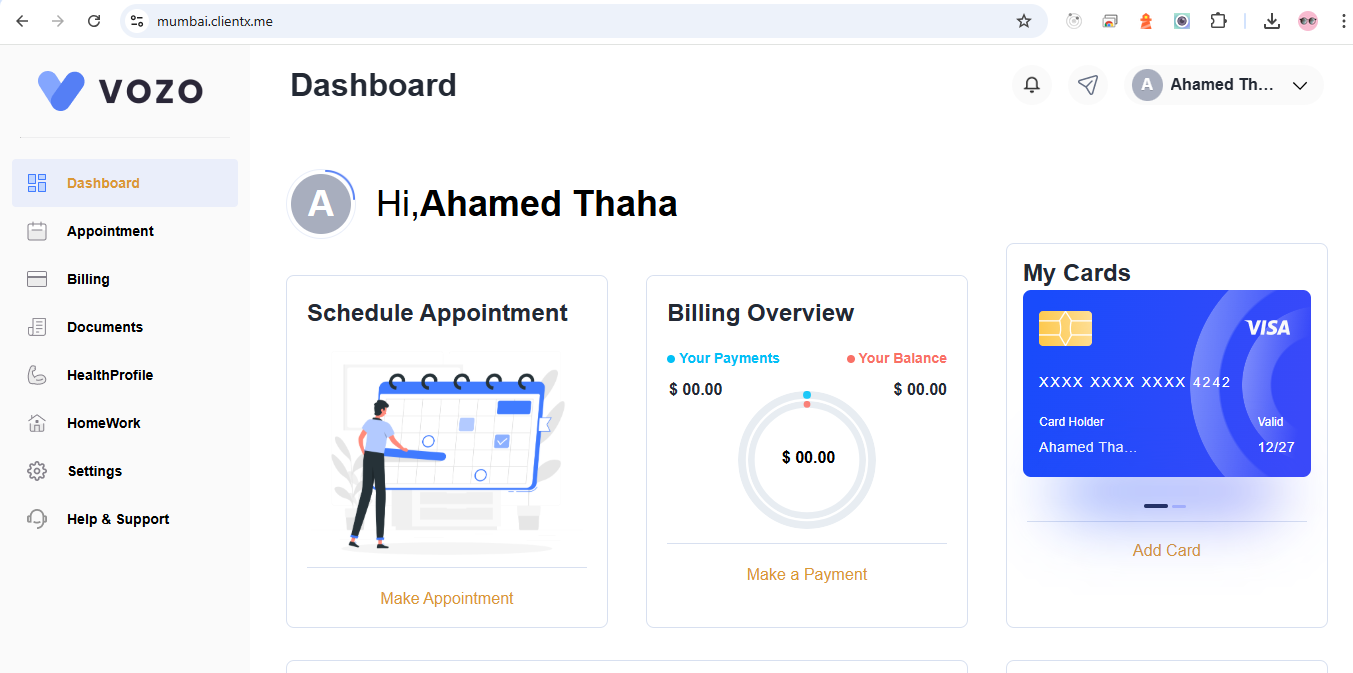 mumbai.clientx.me
VOZO
Dashboard
A
Ahamed Th...
Dashboard
Appointment
Billing
Documents
HealthProfile
HomeWork
Settings
Help & Support
A
Hi,Ahamed Thaha
Schedule Appointment
Make Appointment
Billing Overview
Your Payments
Your Balance
$ 00.00
$ 00.00
$ 00.00
Make a Payment
My Cards
VISA
XXXX XXXX XXXX 4242
Card Holder
Valid
Ahamed Tha...
12/27
Add Card